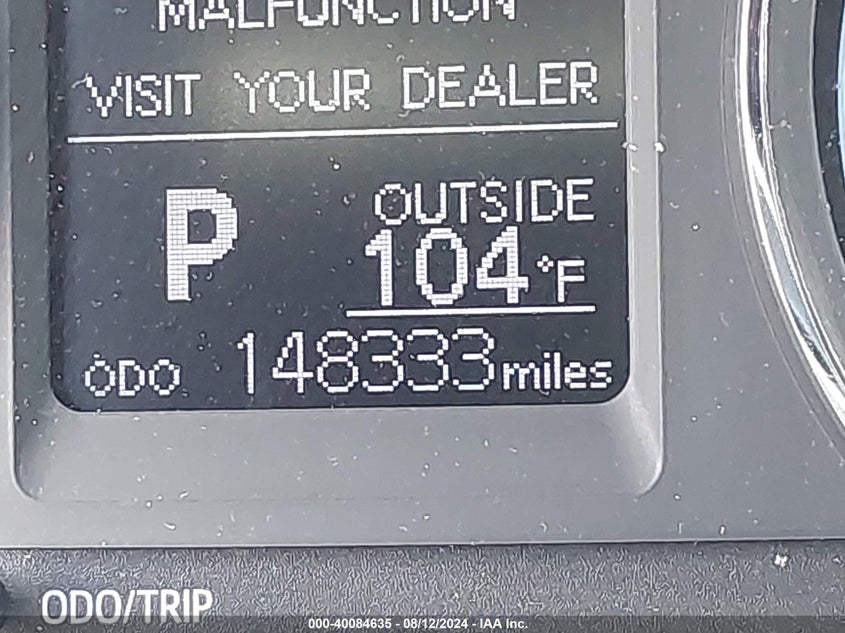 MALFUNCTION
VISIT YOUR DEALER
P
OUTSIDE
104°F
ODO 148333 miles
ODO/TRIP
000-40084635 - 08/12/2024 - IAA Inc.